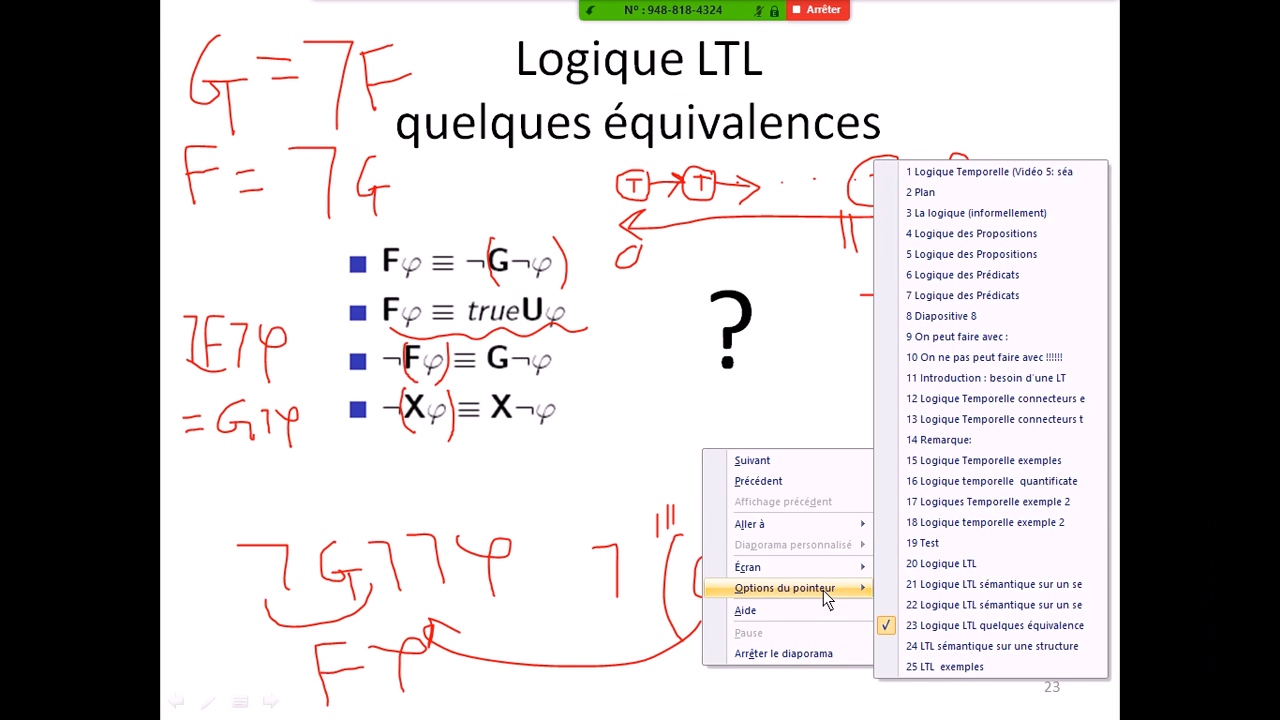 N° : 948-818-4324
Arrêter
Logique LTL
quelques équivalences
G = 7F
F = 7G
T → T →
0
Fφ ≡ ¬(G¬φ)
Fφ ≡ trueUφ
¬(Fφ) ≡ G¬φ
¬(Xφ) ≡ X¬φ
?
7F7φ
= G7φ
7G77φ
7
Fφ
Suivant
Précédent
Affichage précédent
Aller à
Diaporama personnalisé
Écran
Options du pointeur
Aide
Pause
Arrêter le diaporama
1 Logique Temporelle (Vidéo 5: séa
2 Plan
3 La logique (informellement)
4 Logique des Propositions
5 Logique des Propositions
6 Logique des Prédicats
7 Logique des Prédicats
8 Diapositive 8
9 On peut faire avec :
10 On ne pas peut faire avec !!!!!!
11 Introduction : besoin d'une LT
12 Logique Temporelle connecteurs e
13 Logique Temporelle connecteurs t
14 Remarque:
15 Logique Temporelle exemples
16 Logique temporelle quantificate
17 Logiques Temporelle exemple 2
18 Logique temporelle exemple 2
19 Test
20 Logique LTL
21 Logique LTL sémantique sur un se
22 Logique LTL sémantique sur un se
23 Logique LTL quelques équivalence
24 LTL sémantique sur une structure
25 LTL exemples
23